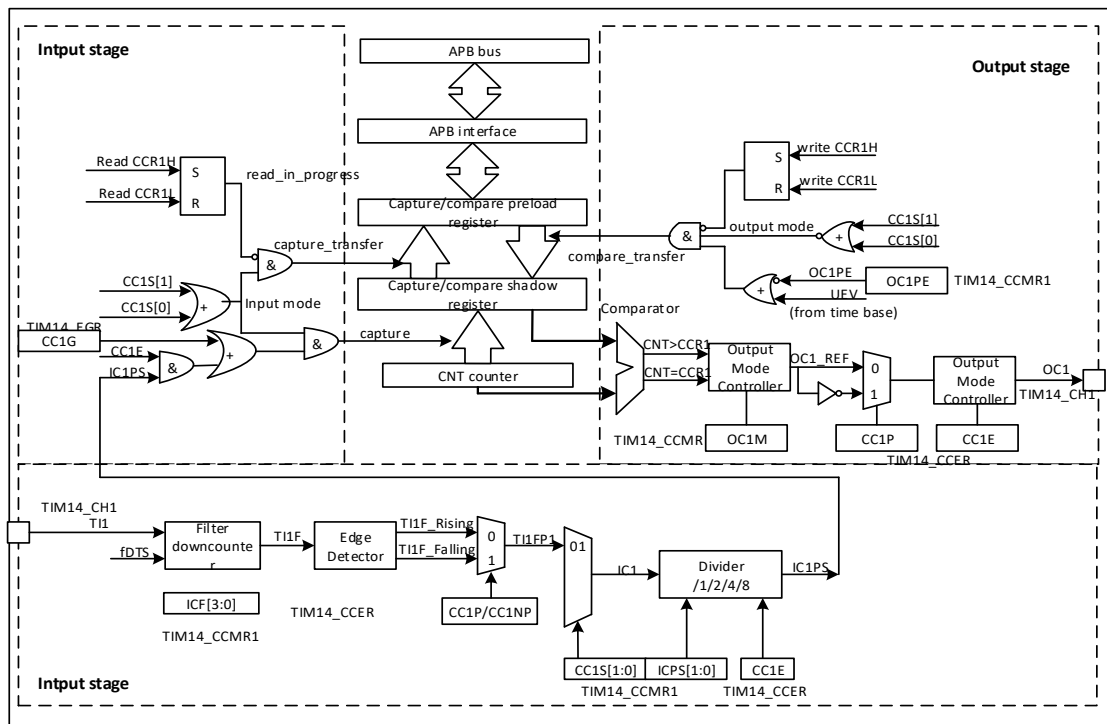 Intput stage
APB bus
Output stage
APB interface
Read CCR1H
S
Read CCR1L
R
read_in_progress
S
write CCR1H
R
write CCR1L
Capture/compare preload
register
&
output mode
+
CC1S[1]
CC1S[0]
&
capture_transfer
compare_transfer
CC1S[1]
CC1S[0]
+
Input mode
Capture/compare shadow
register
+
OC1PE
OC1PE
TIM14_CCMR1
UEV
(from time base)
TIM14_EGR
CC1G
CC1E
IC1PS
&
+
&
capture
CNT counter
Comparator
CNT>CCR1
CNT=CCR1
Output
Mode
Controller
OC1_REF
0
1
Output
Mode
Controller
OC1
TIM14_CH1
TIM14_CCMR
OC1M
CC1P
CC1E
TIM14_CCER
TIM14_CH1
TI1
fDTS
Filter
downcounte
r
TI1F
Edge
Detector
TI1F_Rising
TI1F_Falling
0
1
TI1FP1
01
IC1
Divider
/1/2/4/8
IC1PS
ICF[3:0]
TIM14_CCMR1
TIM14_CCER
CC1P/CC1NP
CC1S[1:0]
ICPS[1:0]
CC1E
TIM14_CCMR1
TIM14_CCER
Intput stage